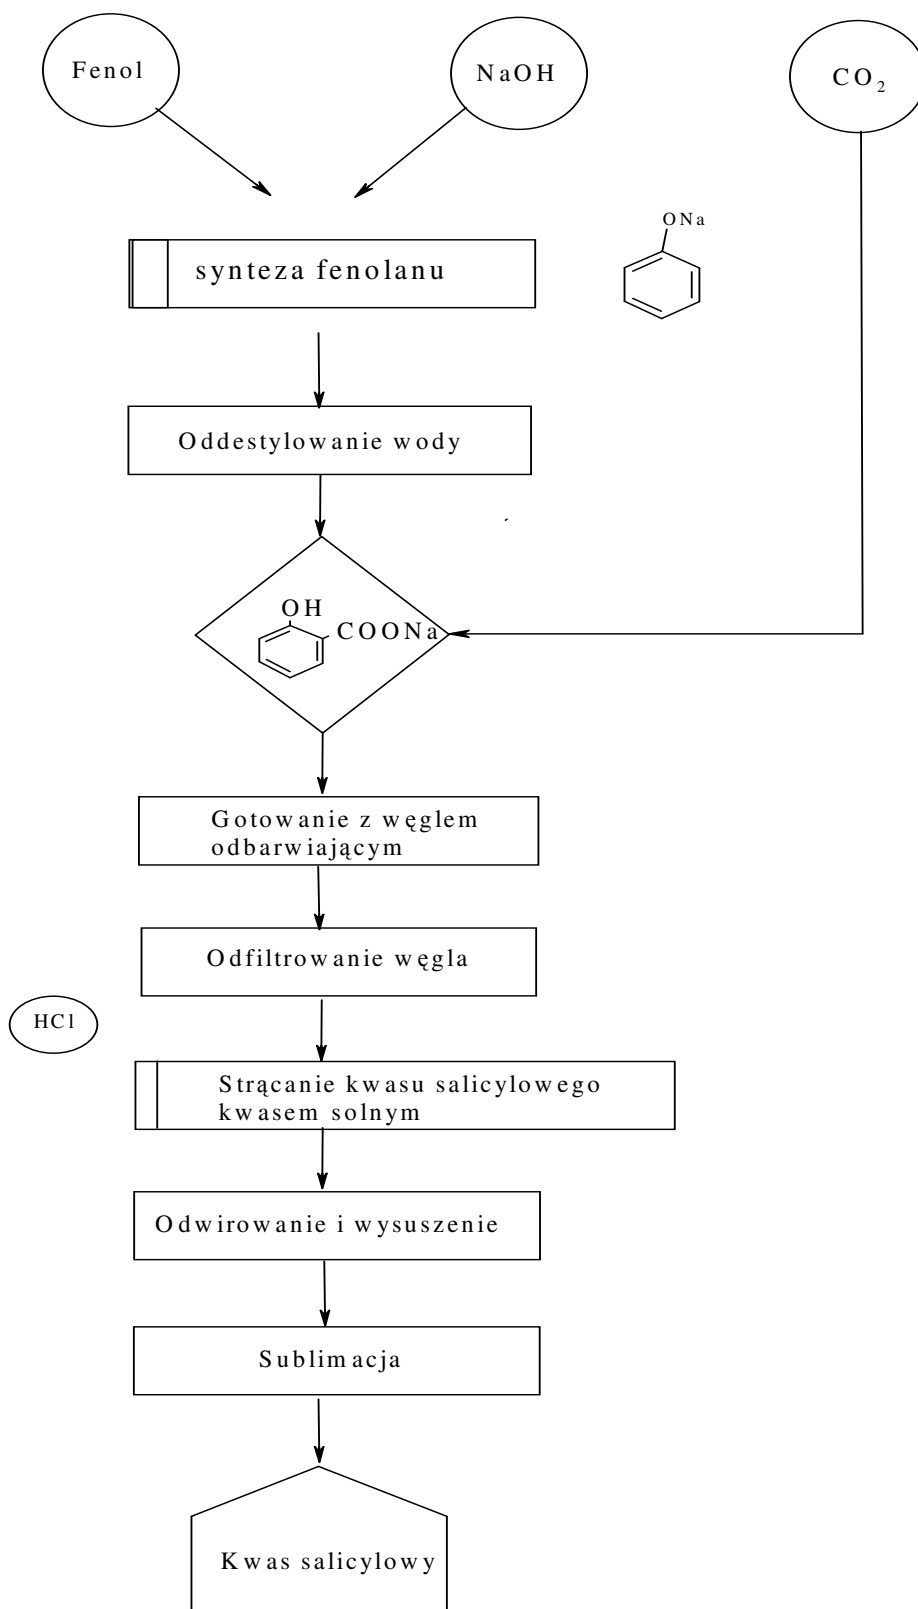 Fenol
NaOH
CO₂
ONa
synteza fenolanu
Oddestylowanie wody
OH
COONa
Gotowanie z węglem
odbarwiającym
Odfiltrowanie węgla
HCl
Strącanie kwasu salicylowego
kwasem solnym
Odwirowanie i wysuszenie
Sublimacja
Kwas salicylowy